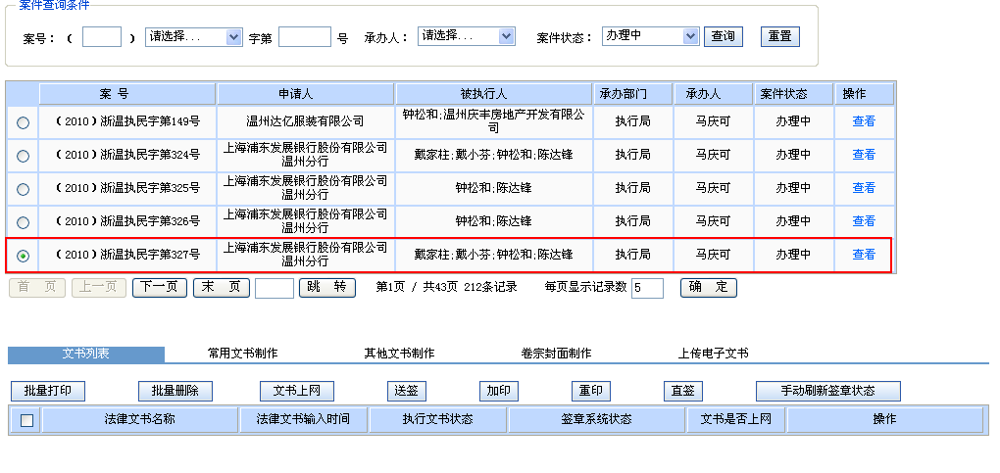 案件查询条件
案号： （ ） 请选择... 字第 号 承办人： 请选择... 案件状态： 办理中 查询 重置
案 号 申请人 被执行人 承办部门 承办人 案件状态 操作
（2010）浙温执民字第149号 温州达亿服装有限公司 钟松和;温州庆丰房地产开发有限公司 执行局 马庆可 办理中 查看
（2010）浙温执民字第324号 上海浦东发展银行股份有限公司温州分行 戴家柱;戴小芬;钟松和;陈达锋 执行局 马庆可 办理中 查看
（2010）浙温执民字第325号 上海浦东发展银行股份有限公司温州分行 钟松和;陈达锋 执行局 马庆可 办理中 查看
（2010）浙温执民字第326号 上海浦东发展银行股份有限公司温州分行 钟松和;陈达锋 执行局 马庆可 办理中 查看
（2010）浙温执民字第327号 上海浦东发展银行股份有限公司温州分行 戴家柱;戴小芬;钟松和;陈达锋 执行局 马庆可 办理中 查看
首 页 上一页 下一页 末 页 跳 转 第1页 / 共43页 212条记录 每页显示记录数 5 确 定
文书列表 常用文书制作 其他文书制作 卷宗封面制作 上传电子文书
批量打印 批量删除 文书上网 送签 加印 重印 直签 手动刷新签章状态
法律文书名称 法律文书输入时间 执行文书状态 签章系统状态 文书是否上网 操作